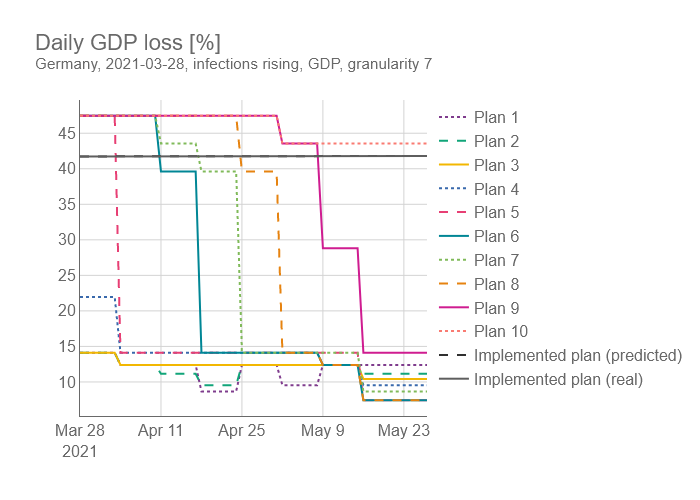 Daily GDP loss [%]
Germany, 2021-03-28, infections rising, GDP, granularity 7
45
40
35
30
25
20
15
10
Mar 28
2021
Apr 11
Apr 25
May 9
May 23
Plan 1
Plan 2
Plan 3
Plan 4
Plan 5
Plan 6
Plan 7
Plan 8
Plan 9
Plan 10
Implemented plan (predicted)
Implemented plan (real)